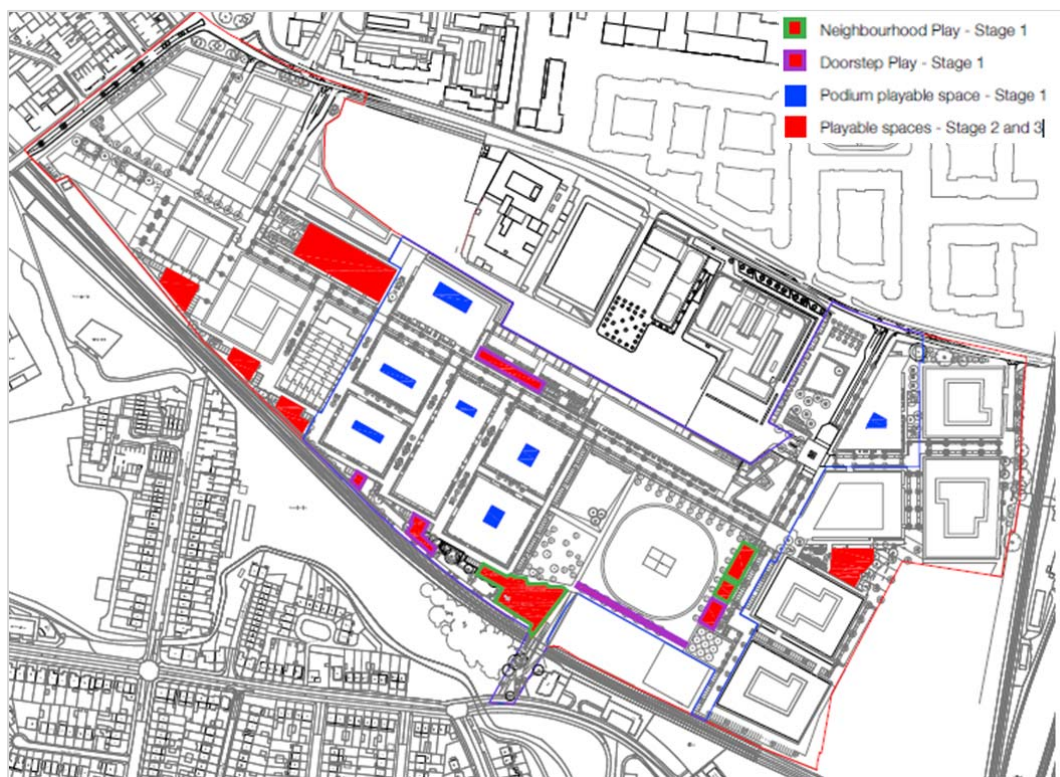 Neighbourhood Play - Stage 1
Doorstep Play - Stage 1
Podium playable space - Stage 1
Playable spaces - Stage 2 and 3